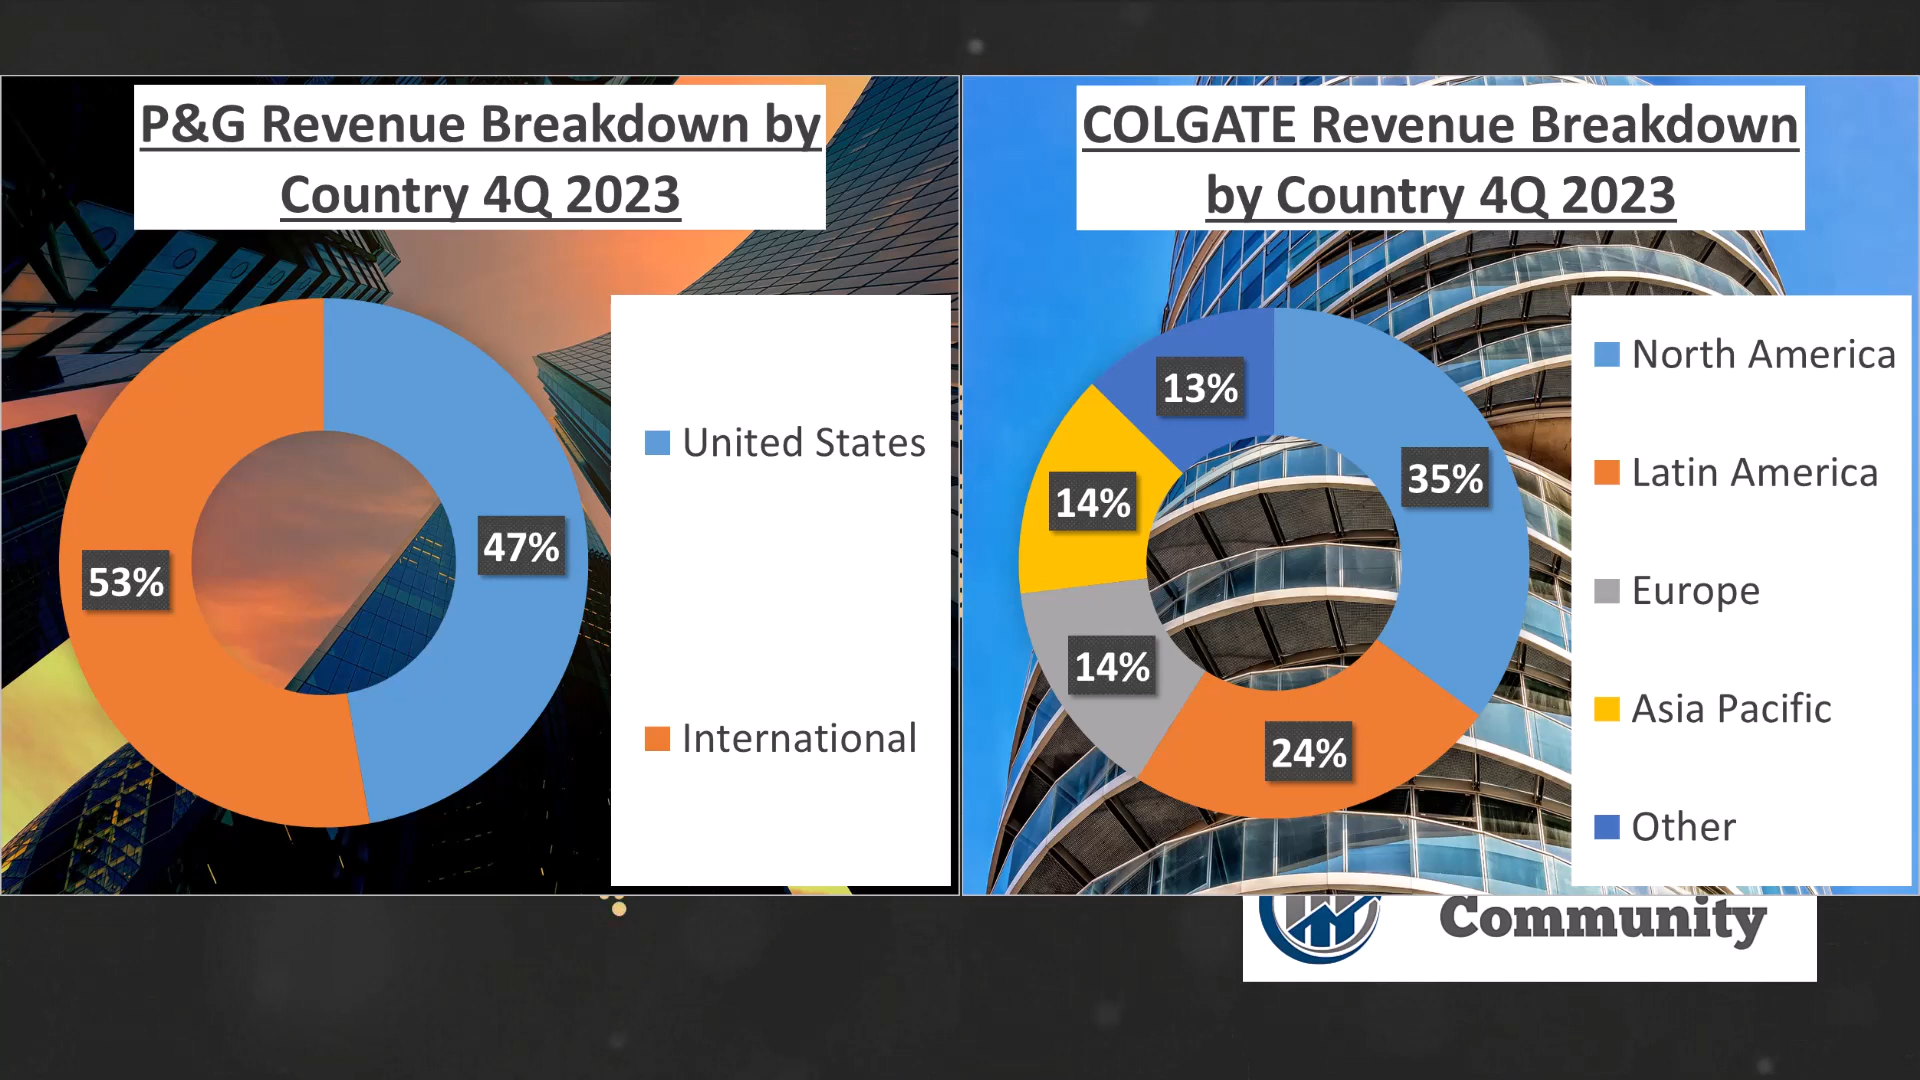 P&G Revenue Breakdown by
Country 4Q 2023
47%
53%
United States
International
COLGATE Revenue Breakdown
by Country 4Q 2023
13%
35%
14%
14%
24%
North America
Latin America
Europe
Asia Pacific
Other
Community